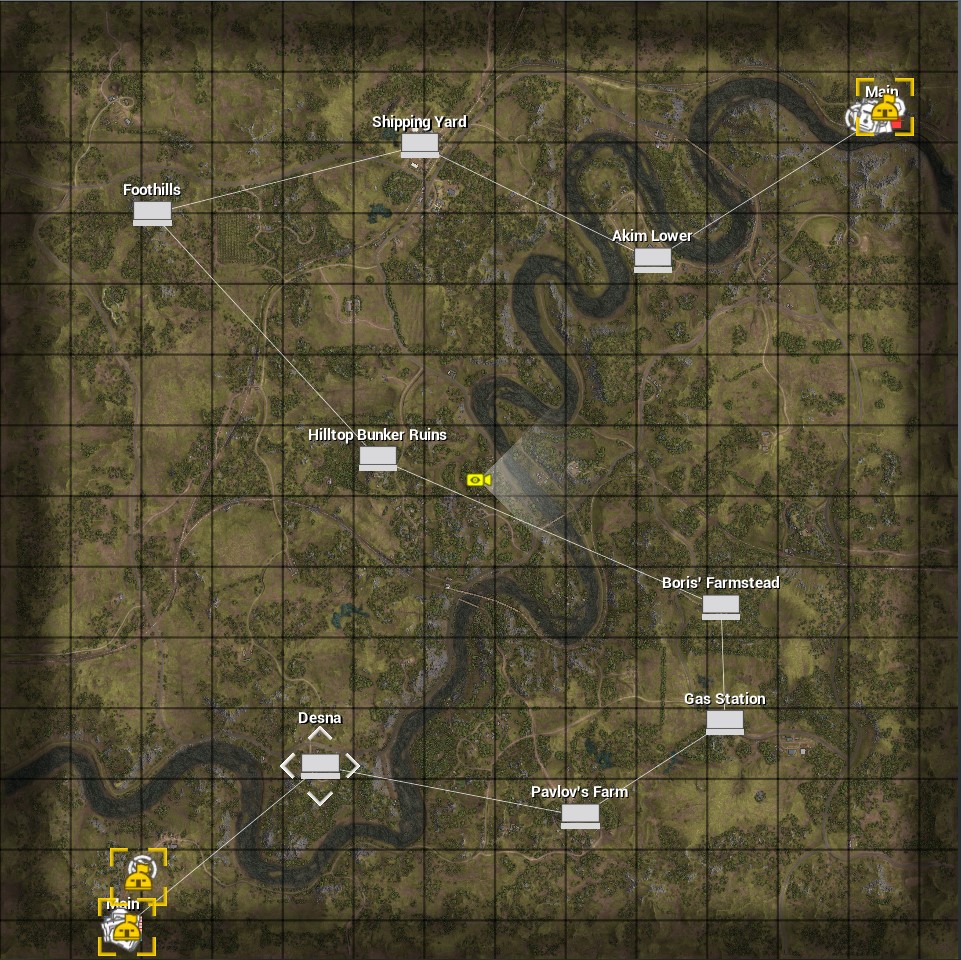 Main
Shipping Yard
Foothills
Akim Lower
Hilltop Bunker Ruins
Boris' Farmstead
Gas Station
Desna
Pavlov's Farm
Main